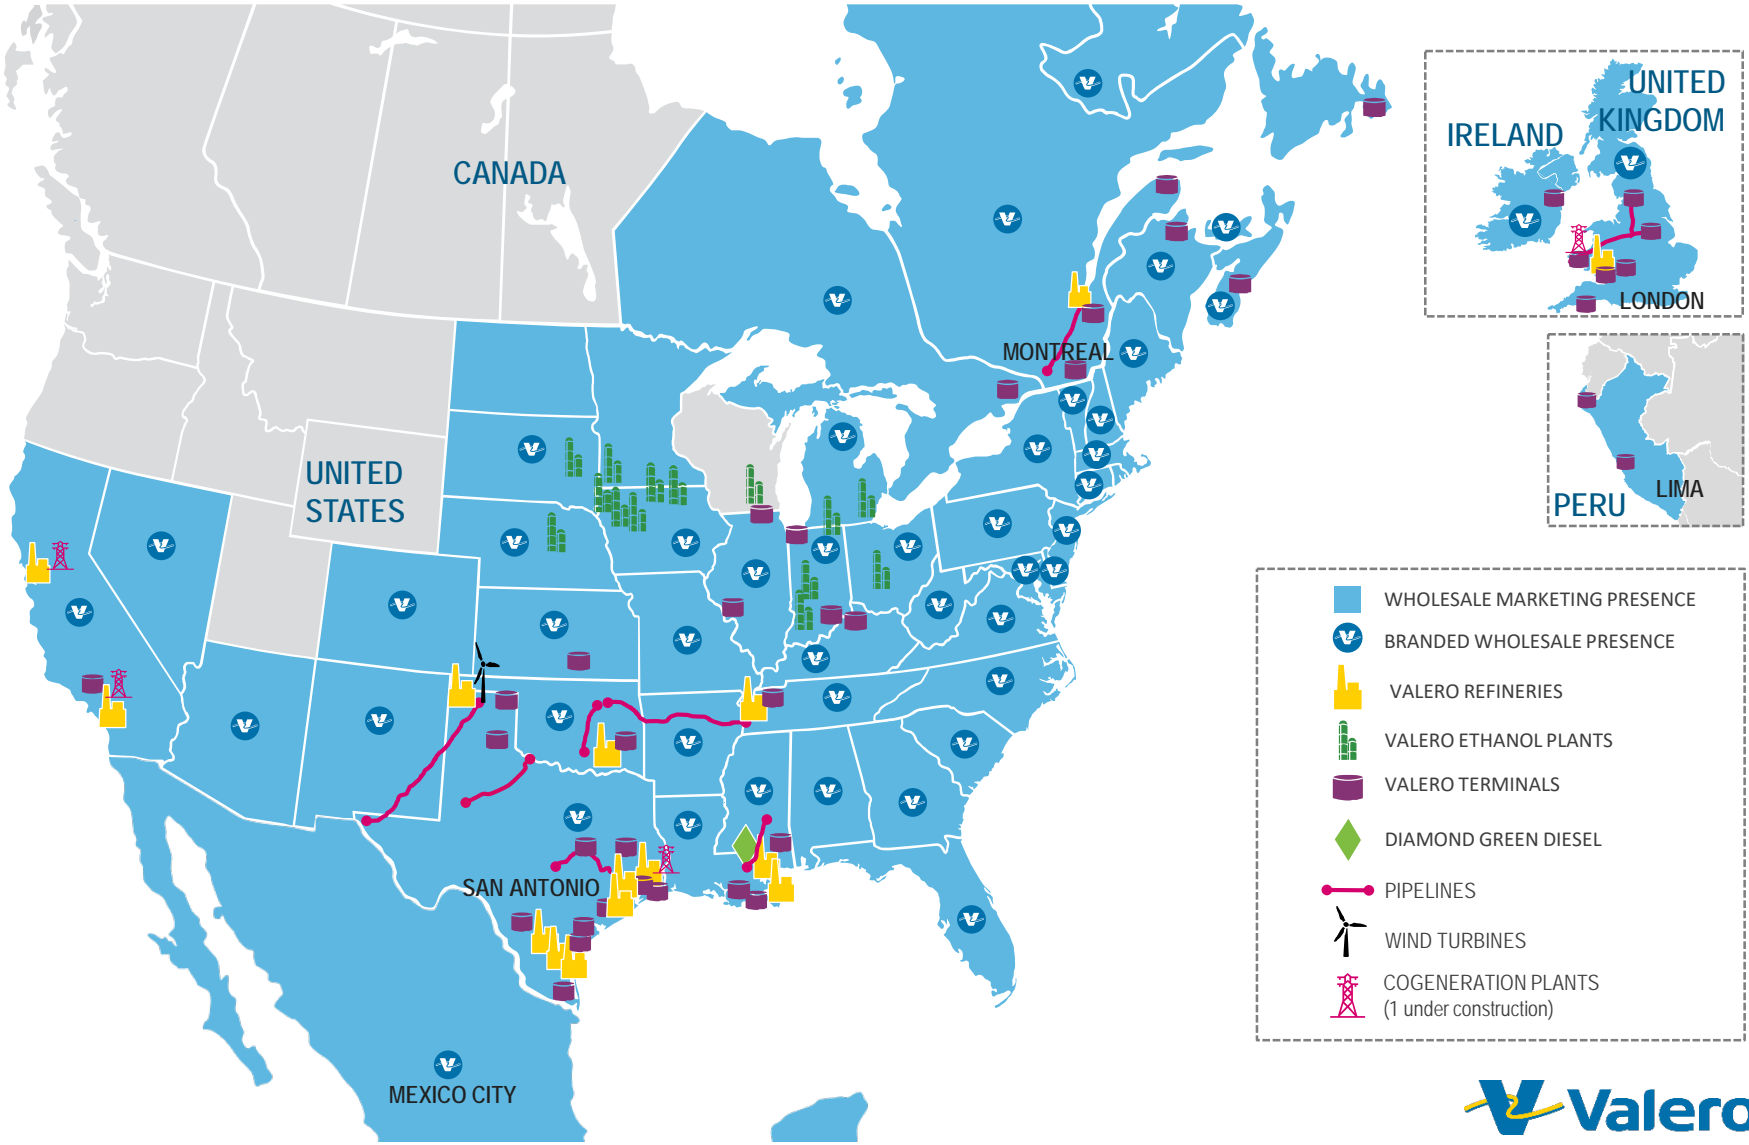 CANADA
UNITED
STATES
MONTREAL
SAN ANTONIO
MEXICO CITY
IRELAND
UNITED
KINGDOM
LONDON
PERU
LIMA
WHOLESALE MARKETING PRESENCE
BRANDED WHOLESALE PRESENCE
VALERO REFINERIES
VALERO ETHANOL PLANTS
VALERO TERMINALS
DIAMOND GREEN DIESEL
PIPELINES
WIND TURBINES
COGENERATION PLANTS
(1 under construction)
Valero